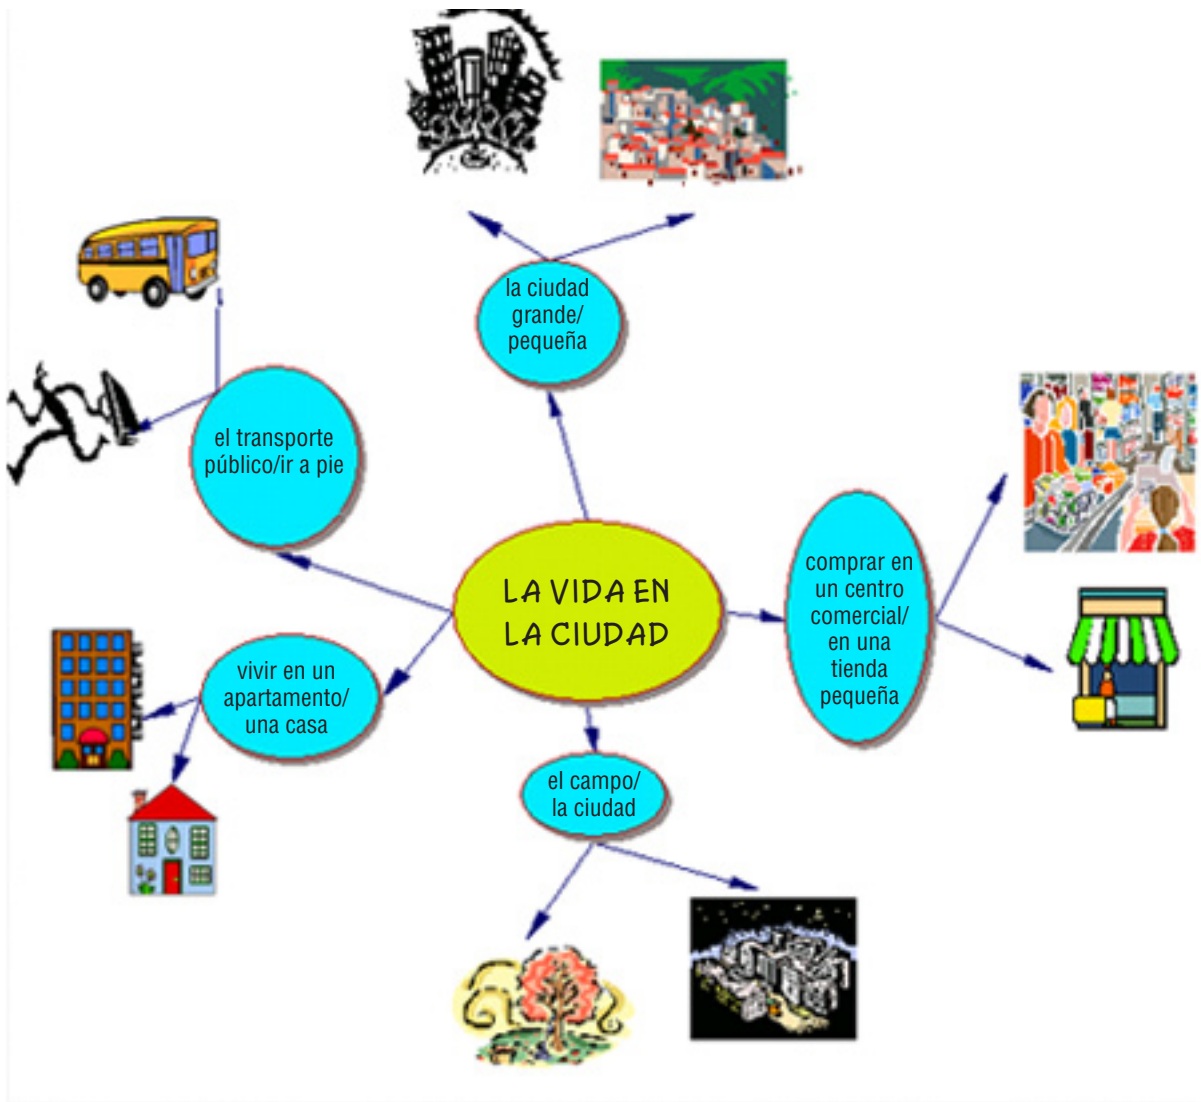 la ciudad
grande/
pequeña
el transporte
público/ir a pie
LA VIDA EN
LA CIUDAD
comprar en
un centro
comercial/
en una
tienda
pequeña
vivir en un
apartamento/
una casa
el campo/
la ciudad